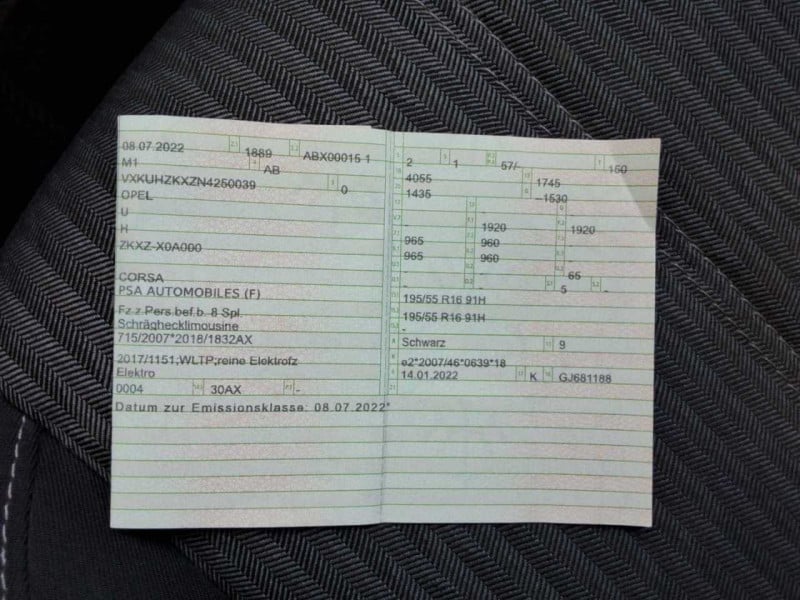 08.07.2022 1889 ABX00015 1
M1 AB
VXKUHZKXZN4250039 0
OPEL
U
H
ZKXZ-X0A000
CORSA
PSA AUTOMOBILES (F)
Fz.z.Pers.bef.b. 8 Spl.
Schräghecklimousine
715/2007*2018/1832AX
2017/1151;WLTP;reine Elektrofz
Elektro
0004 30AX -
Datum zur Emissionsklasse: 08.07.2022*
2 1 57/- 150
4055 1745
1435 -1530
1920 1920
965 960
965 960
65
- - 5 -
195/55 R16 91H
195/55 R16 91H
-
Schwarz 9
e2*2007/46*0639*18
14.01.2022 K GJ681188